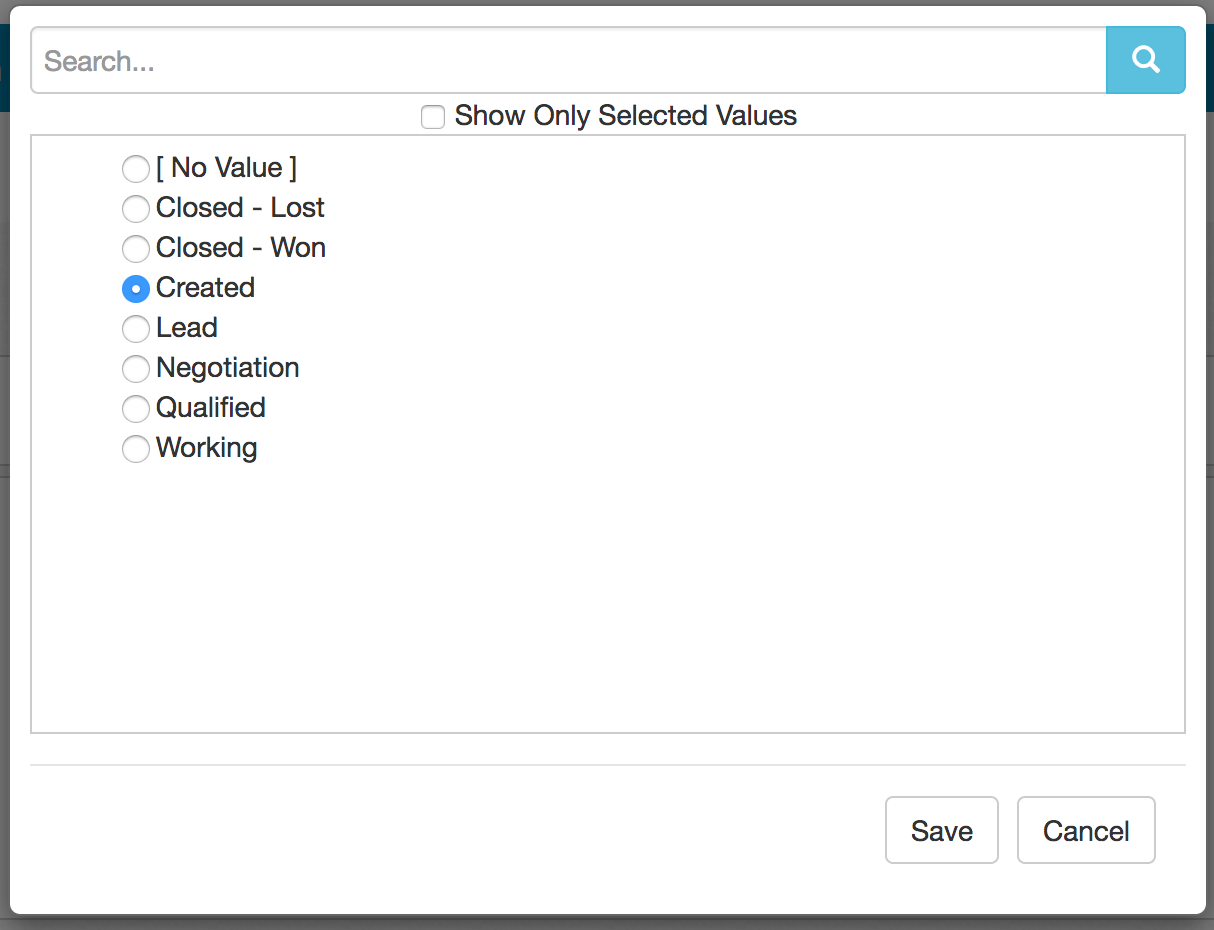 Search...
Show Only Selected Values
[ No Value ]
Closed - Lost
Closed - Won
Created
Lead
Negotiation
Qualified
Working
Save Cancel